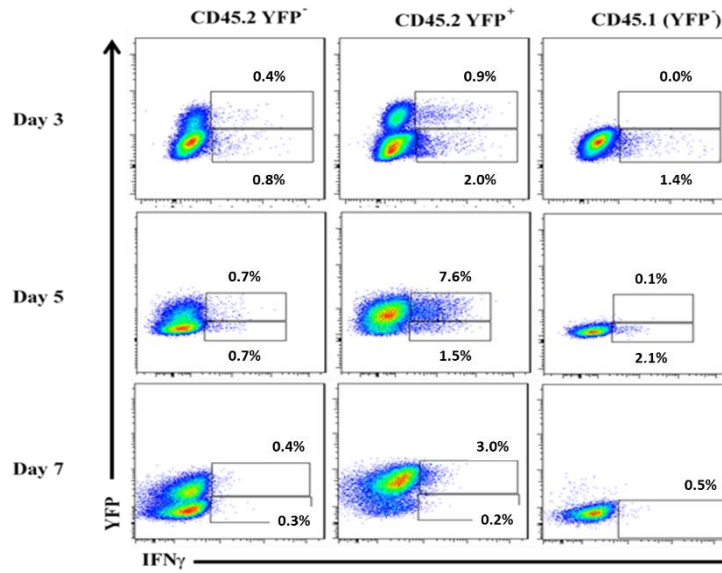 CD45.2 YFP⁻ CD45.2 YFP⁺ CD45.1 (YFP⁻)
0.4% 0.9% 0.0%
Day 3
0.8% 2.0% 1.4%
0.7% 7.6% 0.1%
Day 5
0.7% 1.5% 2.1%
0.4% 3.0%
Day 7
0.5%
0.3% 0.2%
YFP
IFNγ